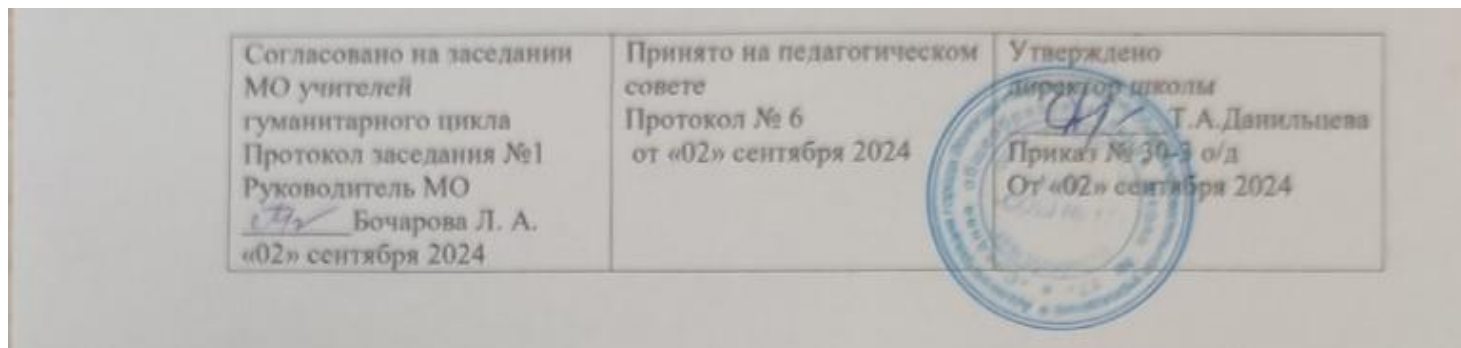 Согласовано на заседании
МО учителей
гуманитарного цикла
Протокол заседания №1
Руководитель МО
Бочарова Л. А.
«02» сентября 2024
Принято на педагогическом
совете
Протокол № 6
от «02» сентября 2024
Утверждено
директор школы
Т.А.Данильцева
Приказ № 30-3 о/д
От «02» сентября 2024